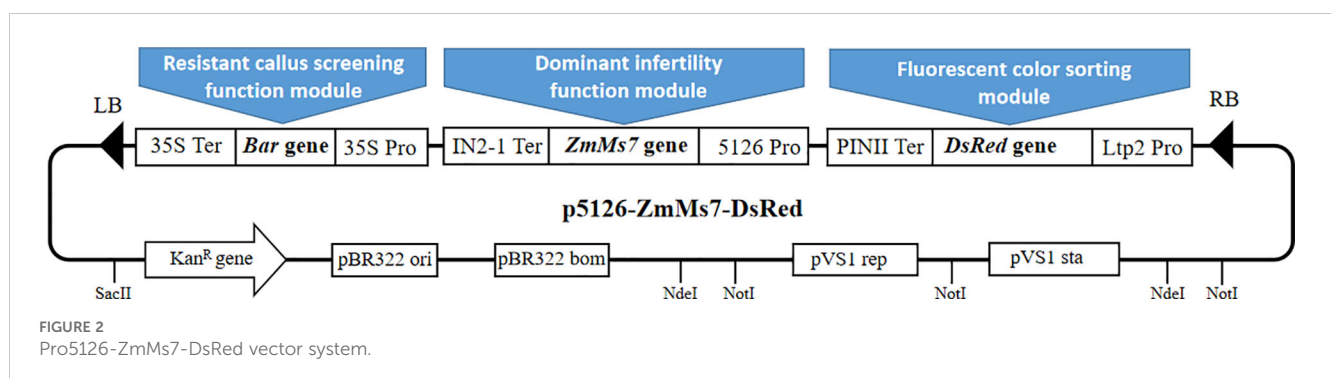 Resistant callus screening
function module
Dominant infertility
function module
Fluorescent color sorting
module
LB
RB
35S Ter
Bar gene
35S Pro
IN2-1 Ter
ZmMs7 gene
5126 Pro
PINII Ter
DsRed gene
Ltp2 Pro
p5126-ZmMs7-DsRed
KanR gene
pBR322 ori
pBR322 bom
pVS1 rep
pVS1 sta
SacII
NdeI
NotI
NotI
NdeI
NotI
FIGURE 2
Pro5126-ZmMs7-DsRed vector system.